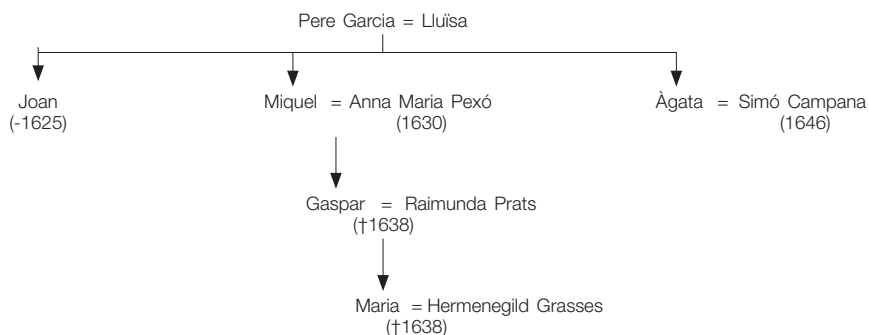 Pere Garcia = Lluïsa
Joan Miquel = Anna Maria Pexó Àgata = Simó Campana
(-1625) (1630) (1646)
Gaspar = Raimunda Prats
(†1638)
Maria = Hermenegild Grasses
(†1638)